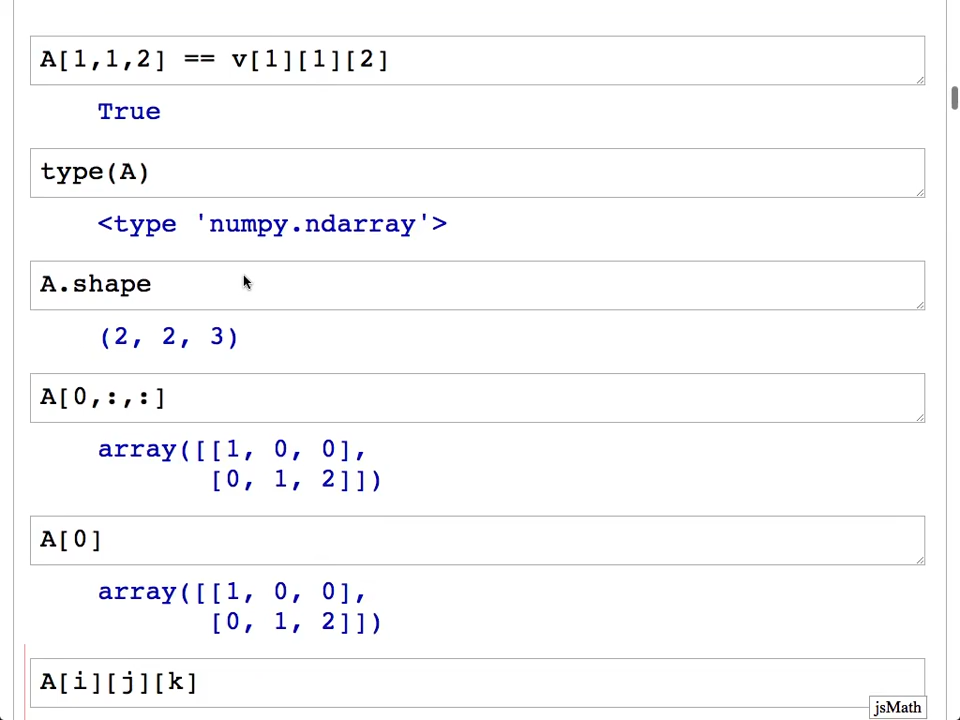 A[1,1,2] == v[1][1][2]
True
type(A)
<type 'numpy.ndarray'>
A.shape
(2, 2, 3)
A[0,:,:]
array([[1, 0, 0],
[0, 1, 2]])
A[0]
array([[1, 0, 0],
[0, 1, 2]])
A[i][j][k]
jsMath